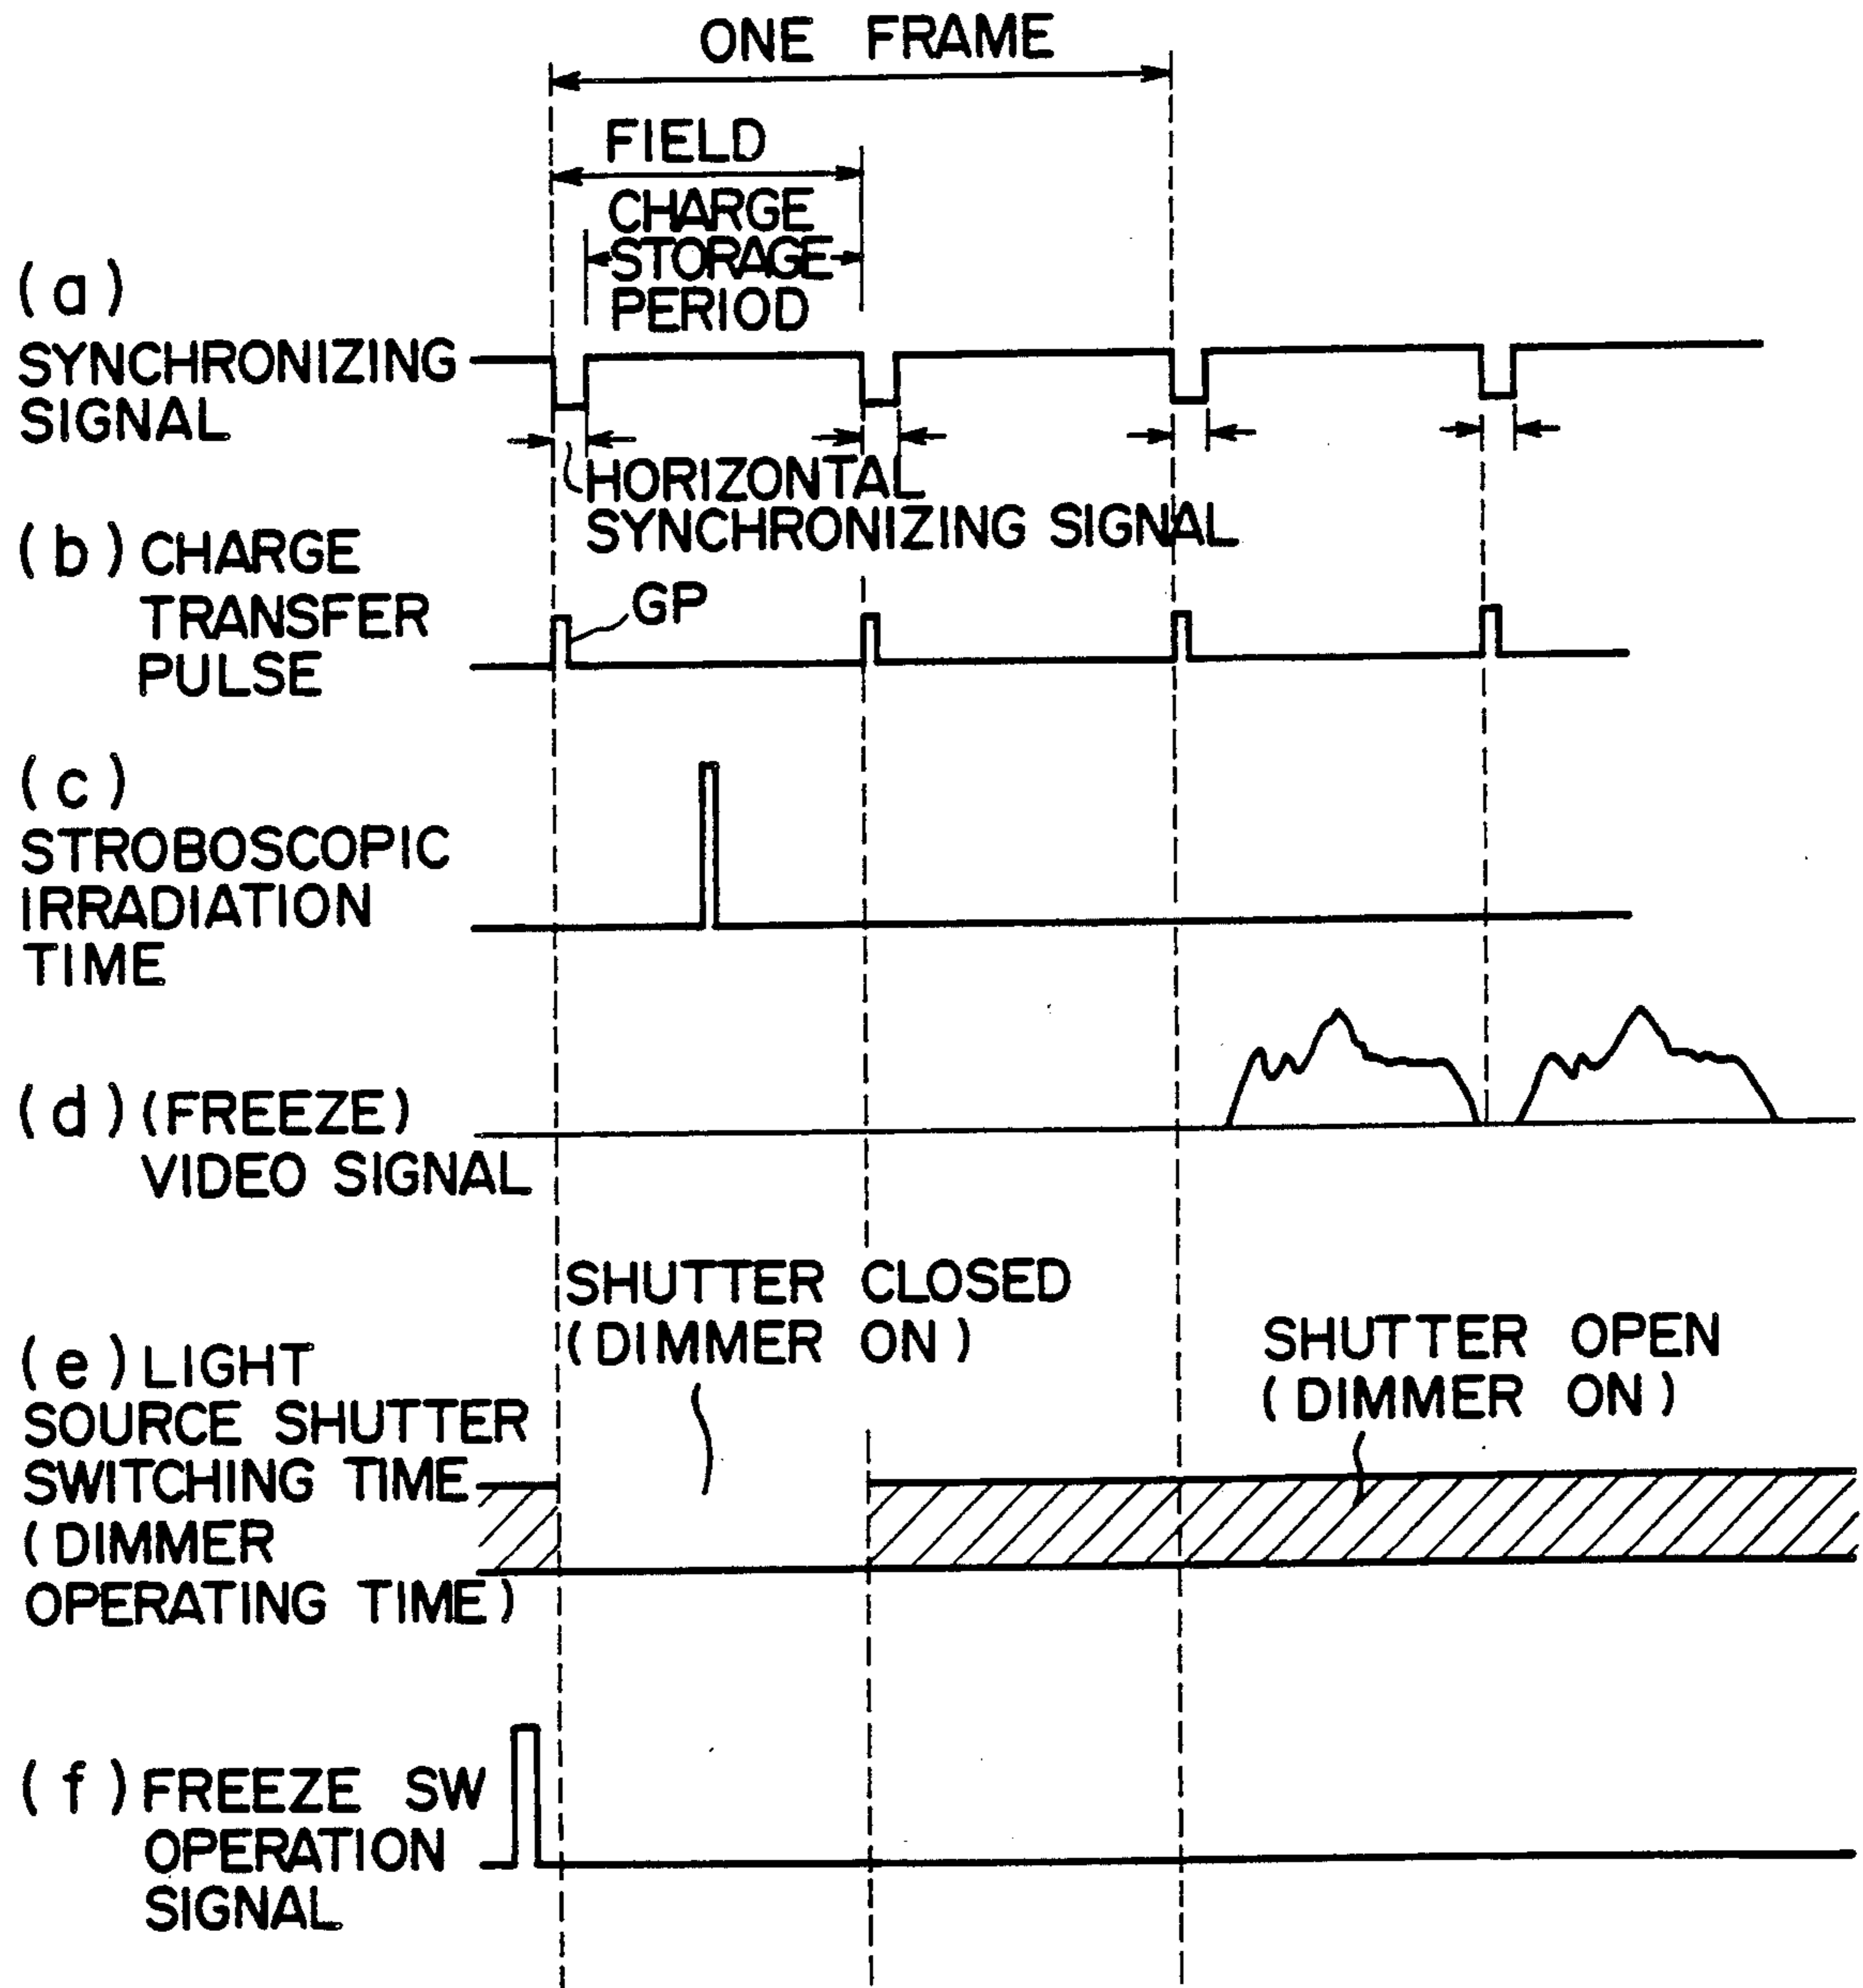 ONE FRAME
FIELD
CHARGE
STORAGE
PERIOD
(a)
SYNCHRONIZING
SIGNAL
HORIZONTAL
SYNCHRONIZING SIGNAL
(b) CHARGE
TRANSFER
PULSE
GP
(c)
STROBOSCOPIC
IRRADIATION
TIME
(d) (FREEZE)
VIDEO SIGNAL
SHUTTER CLOSED
(DIMMER ON)
SHUTTER OPEN
(DIMMER ON)
(e) LIGHT
SOURCE SHUTTER
SWITCHING TIME
(DIMMER
OPERATING TIME)
(f) FREEZE SW
OPERATION
SIGNAL